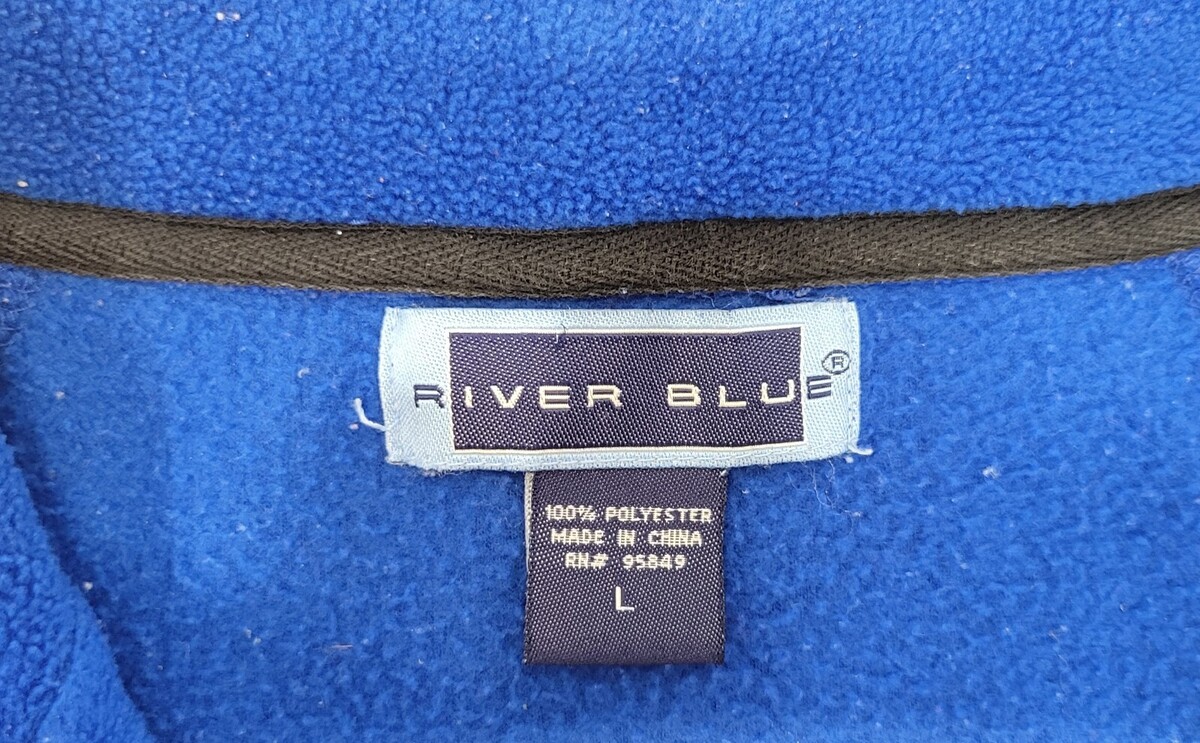 RIVER BLUE®
100% POLYESTER
MADE IN CHINA
RN# 95849
L